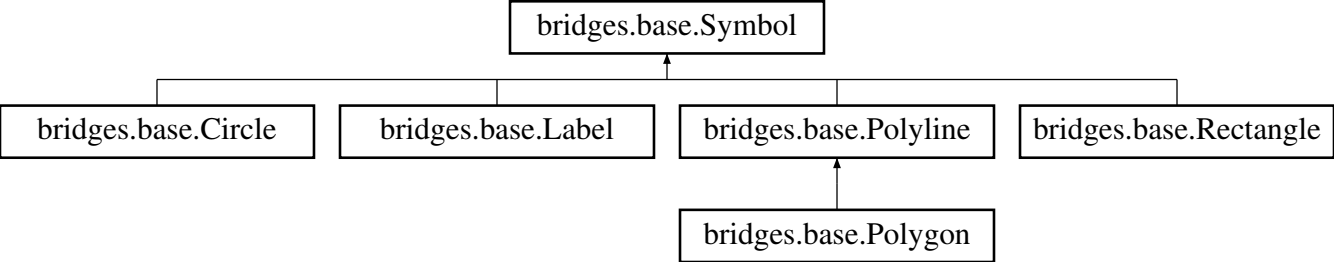 bridges.base.Symbol
bridges.base.Circle
bridges.base.Label
bridges.base.Polyline
bridges.base.Rectangle
bridges.base.Polygon